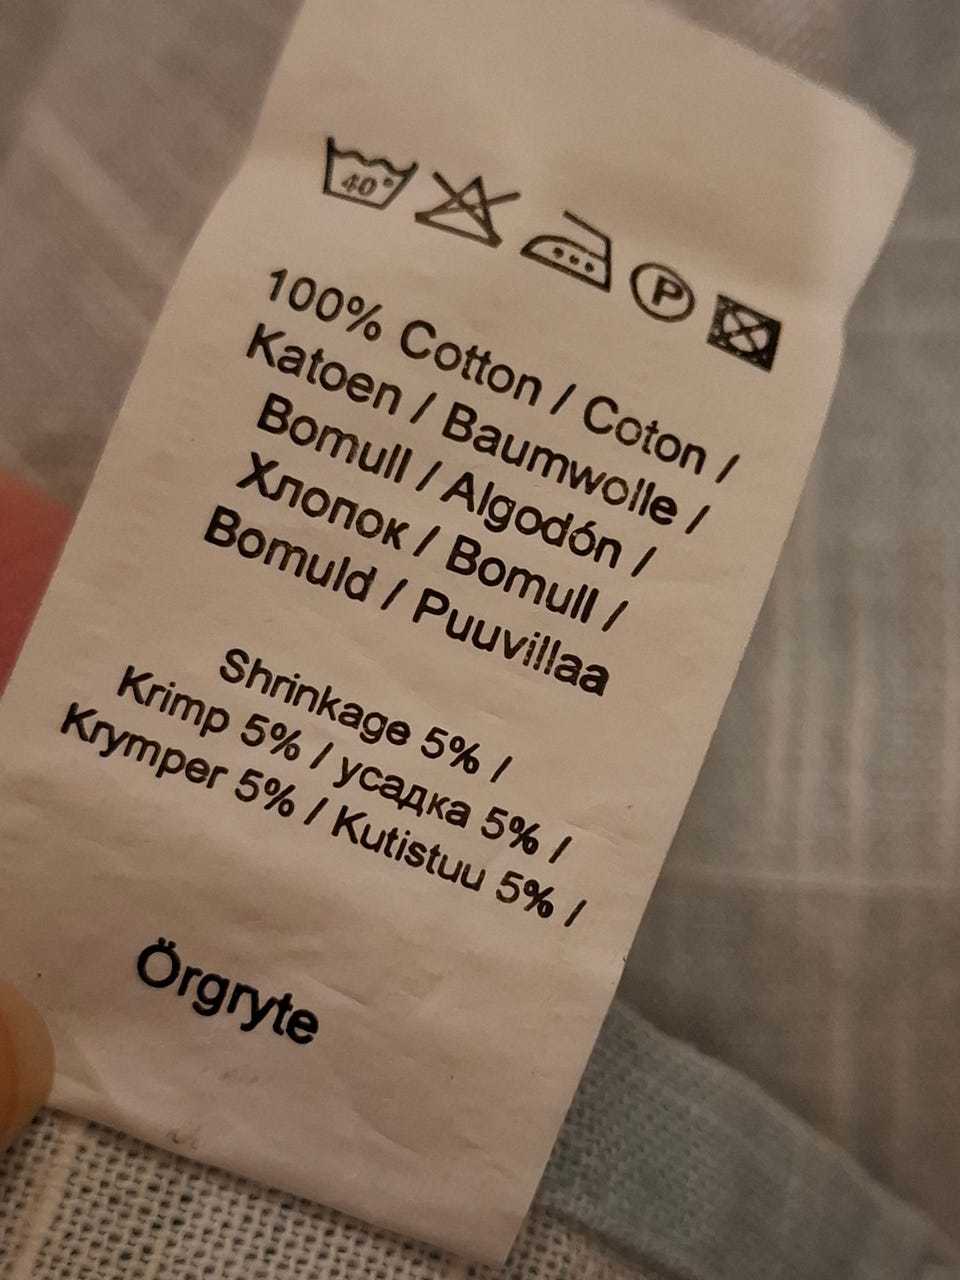 40°
P
100% Cotton / Coton /
Katoen / Baumwolle /
Bomull / Algodón /
Хлопок / Bomull /
Bomuld / Puuvillaa
Shrinkage 5% /
Krimp 5% / усадка 5% /
Krymper 5% / Kutistuu 5% /
Örgryte